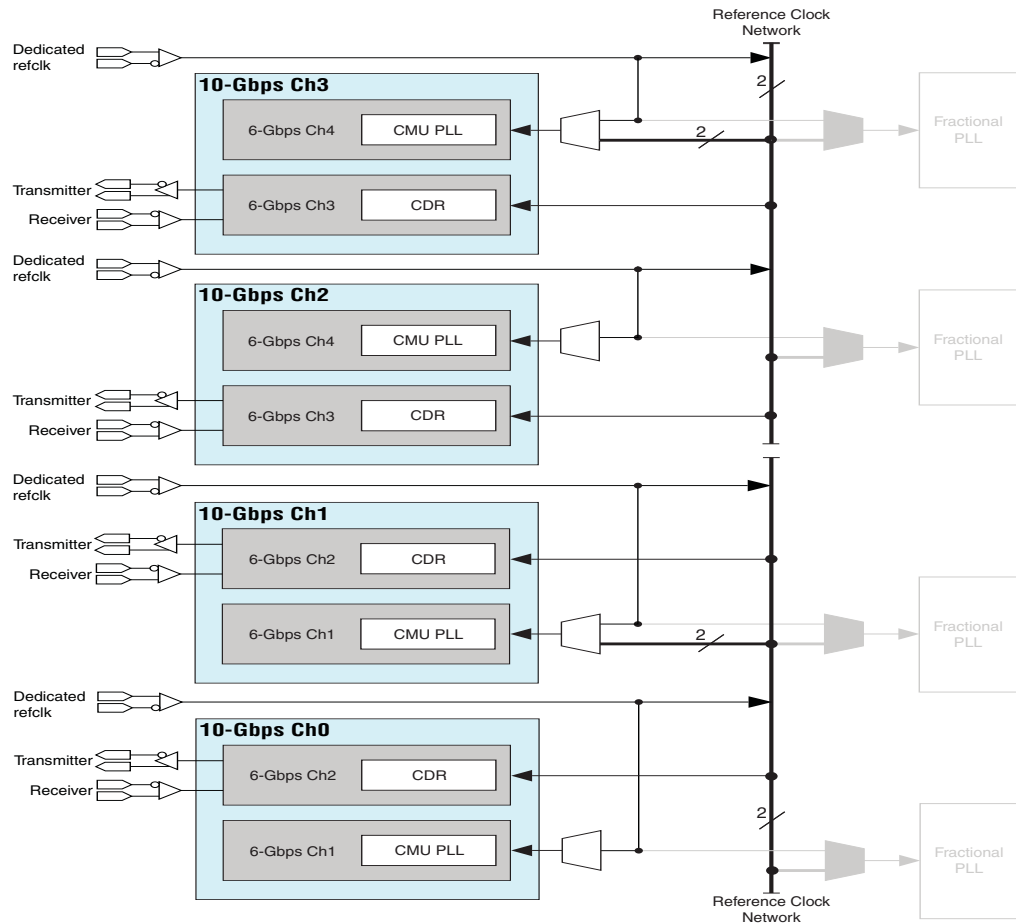 Reference Clock
Network
Dedicated
refclk
10-Gbps Ch3
2
6-Gbps Ch4
CMU PLL
2
Fractional
PLL
Transmitter
6-Gbps Ch3
CDR
Receiver
Dedicated
refclk
10-Gbps Ch2
6-Gbps Ch4
CMU PLL
Fractional
PLL
Transmitter
6-Gbps Ch3
CDR
Receiver
Dedicated
refclk
10-Gbps Ch1
Transmitter
6-Gbps Ch2
CDR
Receiver
6-Gbps Ch1
CMU PLL
2
Fractional
PLL
Dedicated
refclk
10-Gbps Ch0
Transmitter
6-Gbps Ch2
CDR
Receiver
2
6-Gbps Ch1
CMU PLL
Fractional
PLL
Reference Clock
Network